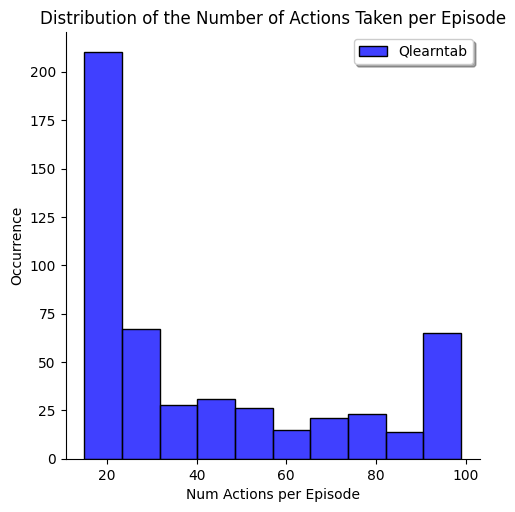 Distribution of the Number of Actions Taken per Episode
Qlearntab
200
175
150
125
100
75
50
25
0
Occurrence
20 40 60 80 100
Num Actions per Episode